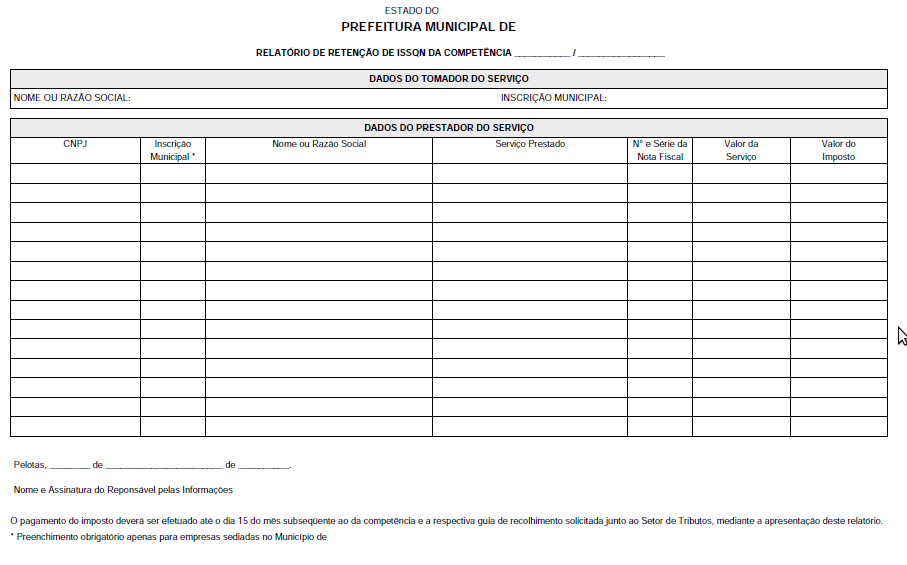 ESTADO DO
PREFEITURA MUNICIPAL DE
RELATÓRIO DE RETENÇÃO DE ISSQN DA COMPETÊNCIA ___________ / _________________
DADOS DO TOMADOR DO SERVIÇO
NOME OU RAZÃO SOCIAL: INSCRIÇÃO MUNICIPAL:
DADOS DO PRESTADOR DO SERVIÇO
CNPJ Inscrição Nome ou Razão Social Serviço Prestado N° e Série da Valor da Valor do
Municipal * Nota Fiscal Serviço Imposto
Pelotas, ________ de _______________________ de __________.
Nome e Assinatura do Reponsável pelas Informações
O pagamento do imposto deverá ser efetuado até o dia 15 do mês subseqüente ao da competência e a respectiva guia de recolhimento solicitada junto ao Setor de Tributos, mediante a apresentação deste relatório.
* Preenchimento obrigatório apenas para empresas sediadas no Município de